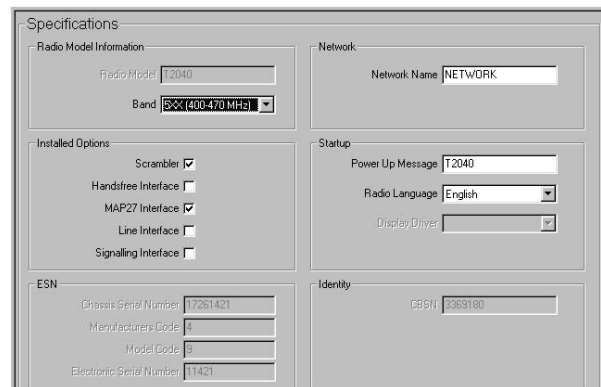 Specifications
Radio Model Information
Radio Model T2040
Band 5XX (400-470 MHz)
Network
Network Name NETWORK
Installed Options
Scrambler
Handsfree Interface
MAP27 Interface
Line Interface
Signalling Interface
Startup
Power Up Message T2040
Radio Language English
Display Driver
ESN
Chassis Serial Number 17261421
Manufacturers Code 4
Model Code 9
Electronic Serial Number 11421
Identity
CBSN 3369180